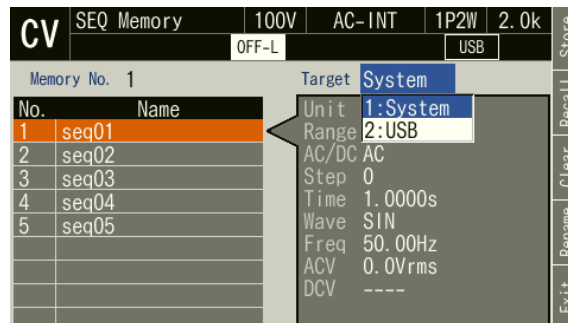 CV SEQ Memory 100V AC-INT 1P2W 2.0k
OFF-L USB
Memory No. 1 Target System
No. Name
1 seq01
2 seq02
3 seq03
4 seq04
5 seq05
1:System
2:USB
Unit
Range
AC/DC AC
Step 0
Time 1.0000s
Wave SIN
Freq 50.00Hz
ACV 0.0Vrms
DCV ----
Store
Recall
Clear
Rename
Exit